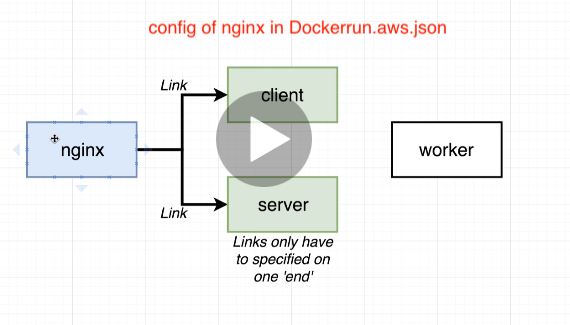 config of nginx in Dockerrun.aws.json
Link
client
nginx
worker
Link
server
Links only have
to specified on
one 'end'